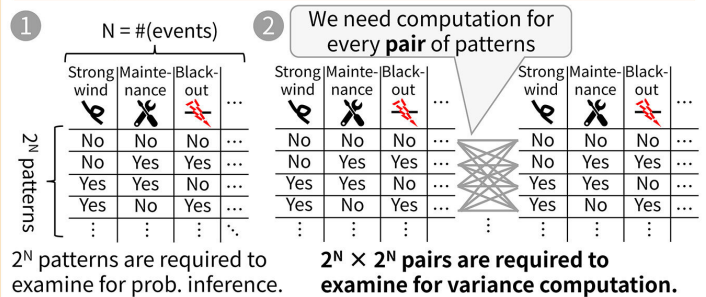 1
N = #(events)
2
We need computation for
every pair of patterns
Strong Mainte- Black-
wind nance out ...
No No No ...
No Yes Yes ...
Yes Yes No ...
Yes No Yes ...
⋮ ⋮ ⋮ ⋱
2ᴺ patterns
Strong Mainte- Black-
wind nance out ...
No No No ...
No Yes Yes ...
Yes Yes No ...
Yes No Yes ...
⋮ ⋮ ⋮
⋮
Strong Mainte- Black-
wind nance out ...
No No No ...
No Yes Yes ...
Yes Yes No ...
Yes No Yes ...
⋮ ⋮ ⋮
2ᴺ patterns are required to
examine for prob. inference.
2ᴺ × 2ᴺ pairs are required to
examine for variance computation.